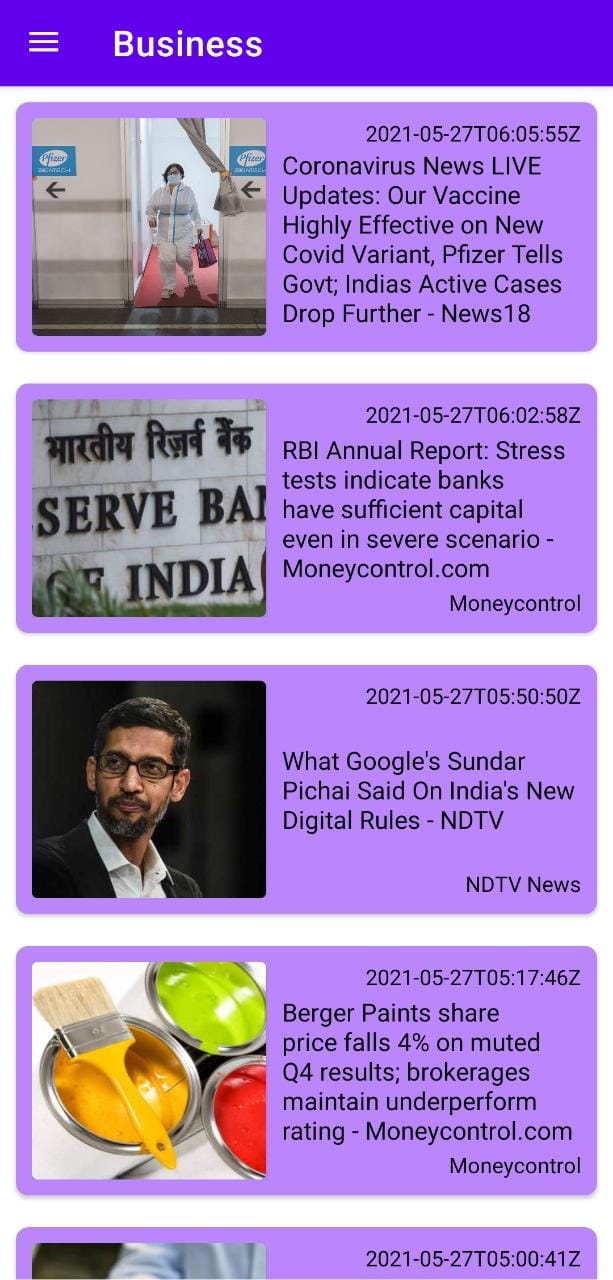 Business
Pfizer
BIONTECH
Pfizer
BIONTECH
2021-05-27T06:05:55Z
Coronavirus News LIVE
Updates: Our Vaccine
Highly Effective on New
Covid Variant, Pfizer Tells
Govt; Indias Active Cases
Drop Further - News18
भारतीय रिज़र्व बैंक
SERVE BAN
OF INDIA
2021-05-27T06:02:58Z
RBI Annual Report: Stress
tests indicate banks
have sufficient capital
even in severe scenario -
Moneycontrol.com
Moneycontrol
2021-05-27T05:50:50Z
What Google's Sundar
Pichai Said On India's New
Digital Rules - NDTV
NDTV News
2021-05-27T05:17:46Z
Berger Paints share
price falls 4% on muted
Q4 results; brokerages
maintain underperform
rating - Moneycontrol.com
Moneycontrol
2021-05-27T05:00:41Z